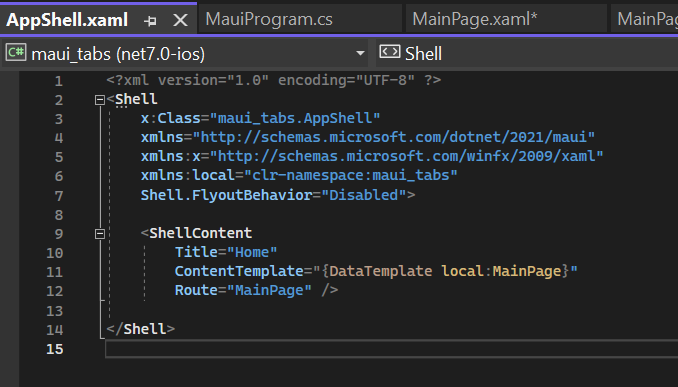 AppShell.xaml MauiProgram.cs MainPage.xaml* MainPag
C# maui_tabs (net7.0-ios) Shell
1 <?xml version="1.0" encoding="UTF-8" ?>
2 <Shell
3 x:Class="maui_tabs.AppShell"
4 xmlns="http://schemas.microsoft.com/dotnet/2021/maui"
5 xmlns:x="http://schemas.microsoft.com/winfx/2009/xaml"
6 xmlns:local="clr-namespace:maui_tabs"
7 Shell.FlyoutBehavior="Disabled">
8
9 <ShellContent
10 Title="Home"
11 ContentTemplate="{DataTemplate local:MainPage}"
12 Route="MainPage" />
13
14 </Shell>
15